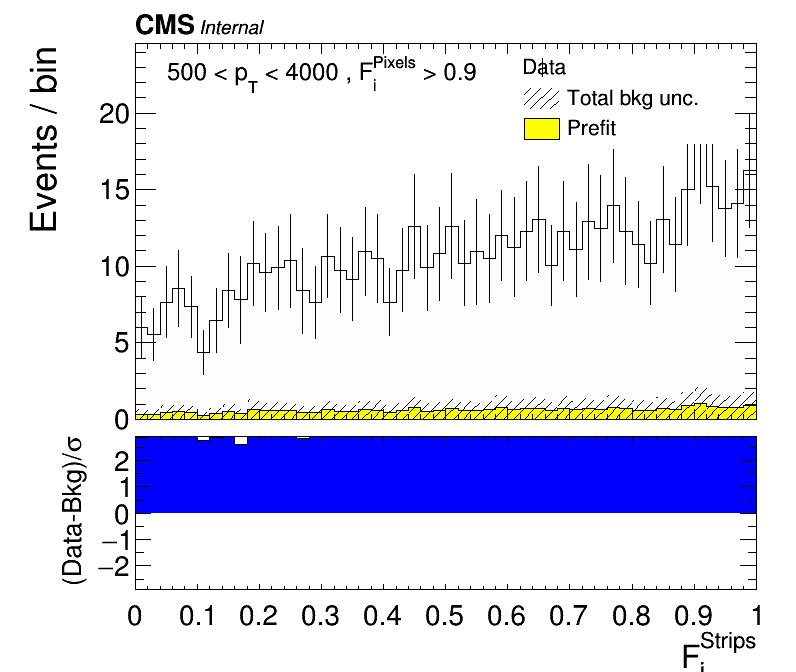 CMS Internal
500 < pT < 4000 , FiPixels > 0.9
Data
Total bkg unc.
Prefit
Events / bin
20
15
10
5
0
(Data-Bkg)/σ
2
1
0
−1
−2
0 0.1 0.2 0.3 0.4 0.5 0.6 0.7 0.8 0.9 1
FiStrips